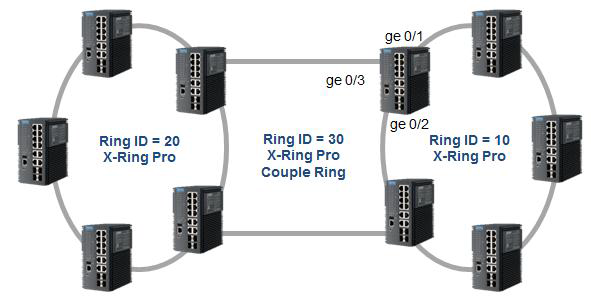 ge 0/1
ge 0/3
ge 0/2
Ring ID = 20
X-Ring Pro
Ring ID = 30
X-Ring Pro
Couple Ring
Ring ID = 10
X-Ring Pro